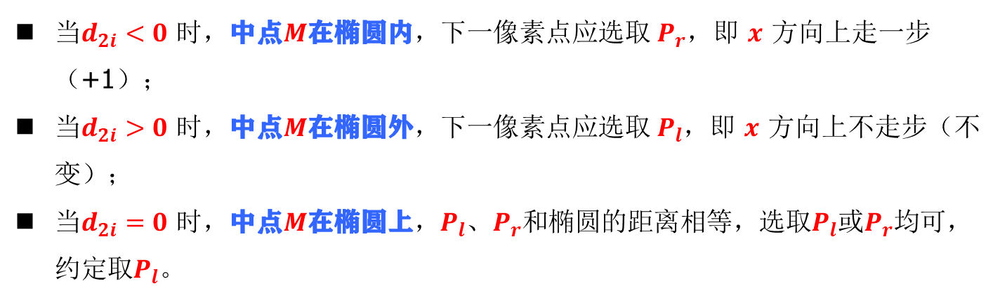 ■ 当d₂ᵢ < 0 时，中点M在椭圆内，下一像素点应选取 Pᵣ，即 x 方向上走一步
（+1）；
■ 当d₂ᵢ > 0 时，中点M在椭圆外，下一像素点应选取 Pₗ，即 x 方向上不走步（不
变）；
■ 当d₂ᵢ = 0 时，中点M在椭圆上，Pₗ、Pᵣ和椭圆的距离相等，选取Pₗ或Pᵣ均可，
约定取Pₗ。